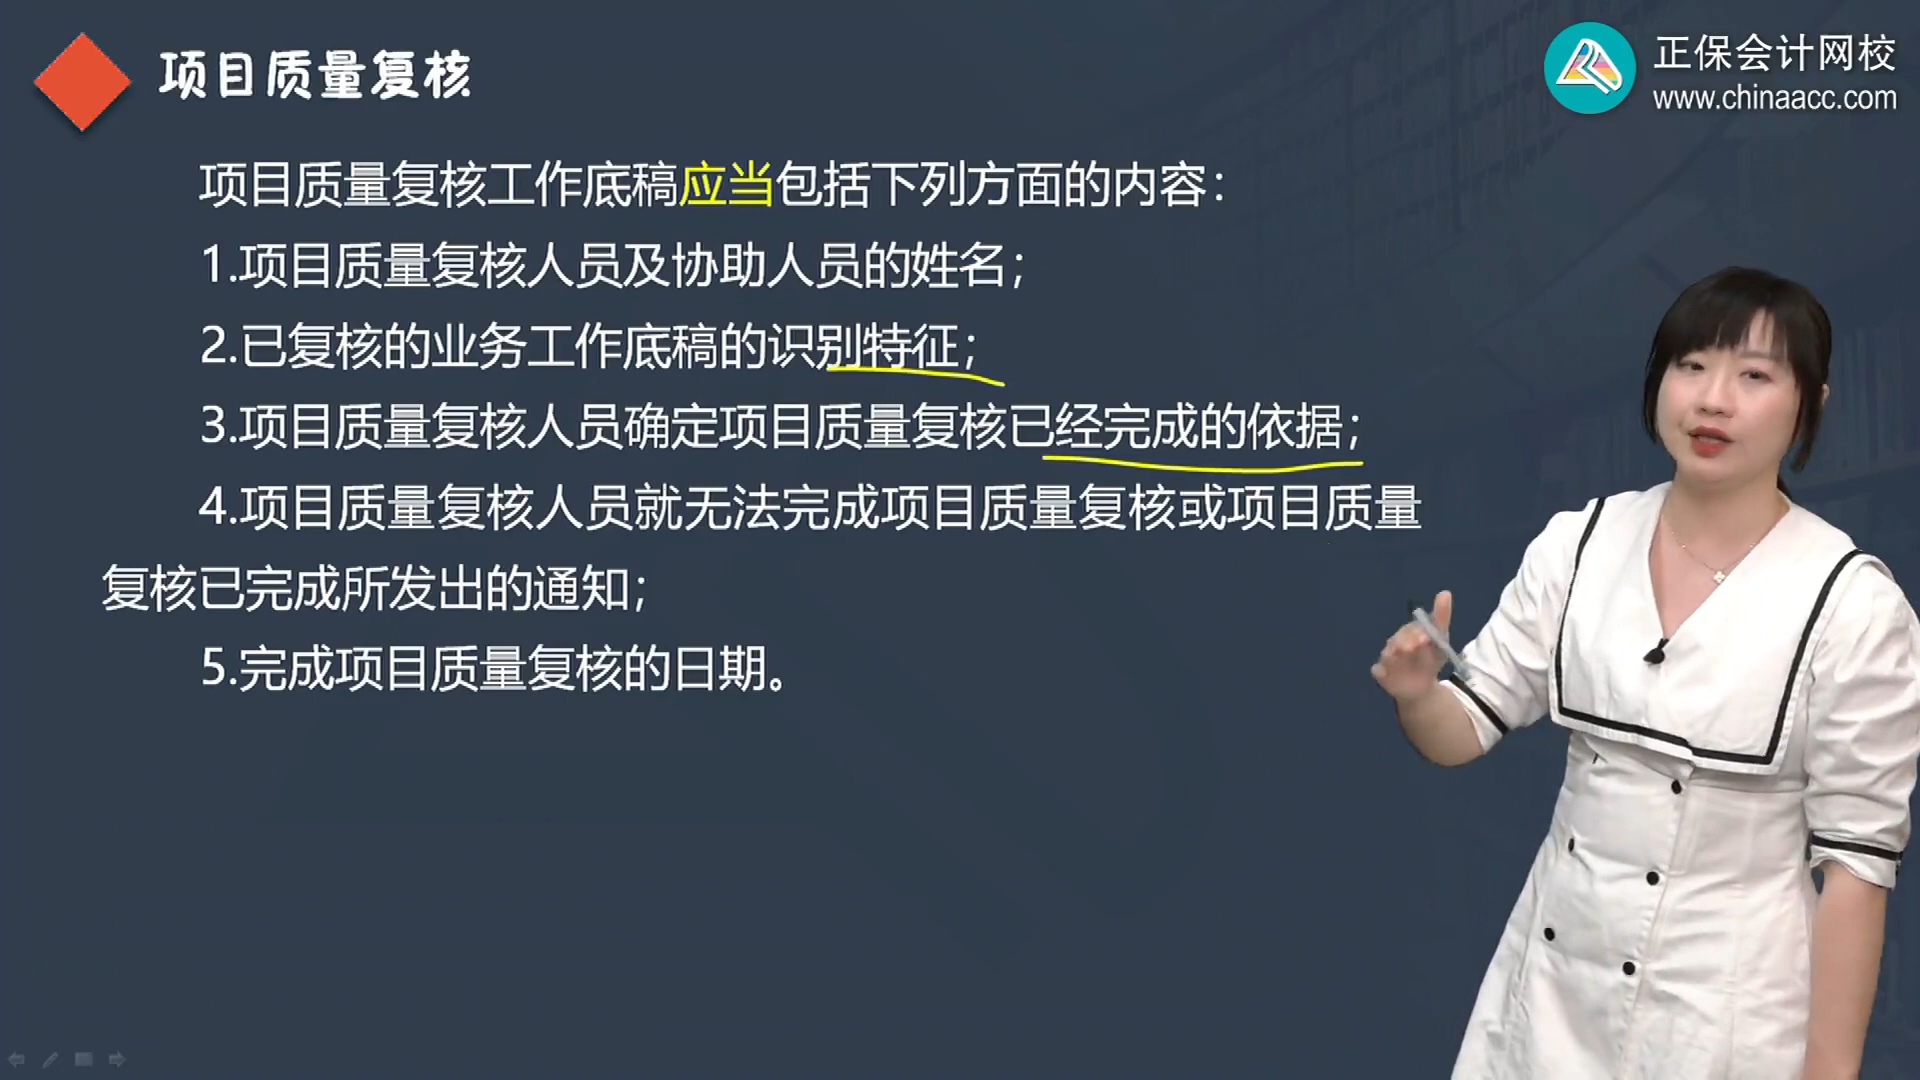 项目质量复核
正保会计网校
www.chinaacc.com
项目质量复核工作底稿应当包括下列方面的内容：
1.项目质量复核人员及协助人员的姓名；
2.已复核的业务工作底稿的识别特征；
3.项目质量复核人员确定项目质量复核已经完成的依据；
4.项目质量复核人员就无法完成项目质量复核或项目质量
复核已完成所发出的通知；
5.完成项目质量复核的日期。